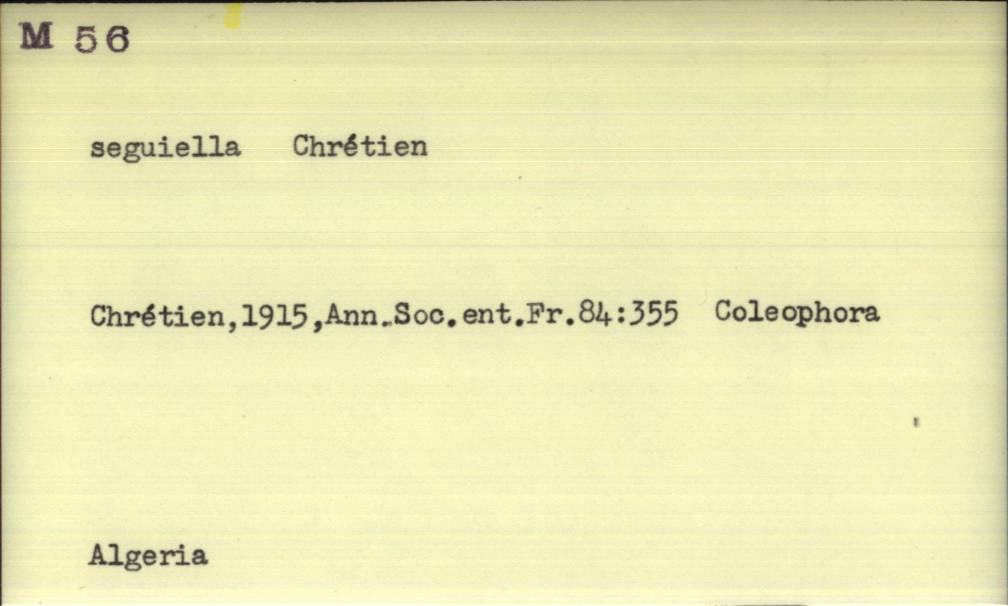 M 56
seguiella Chrétien
Chrétien,1915,Ann.Soc.ent.Fr.84:355 Coleophora
Algeria